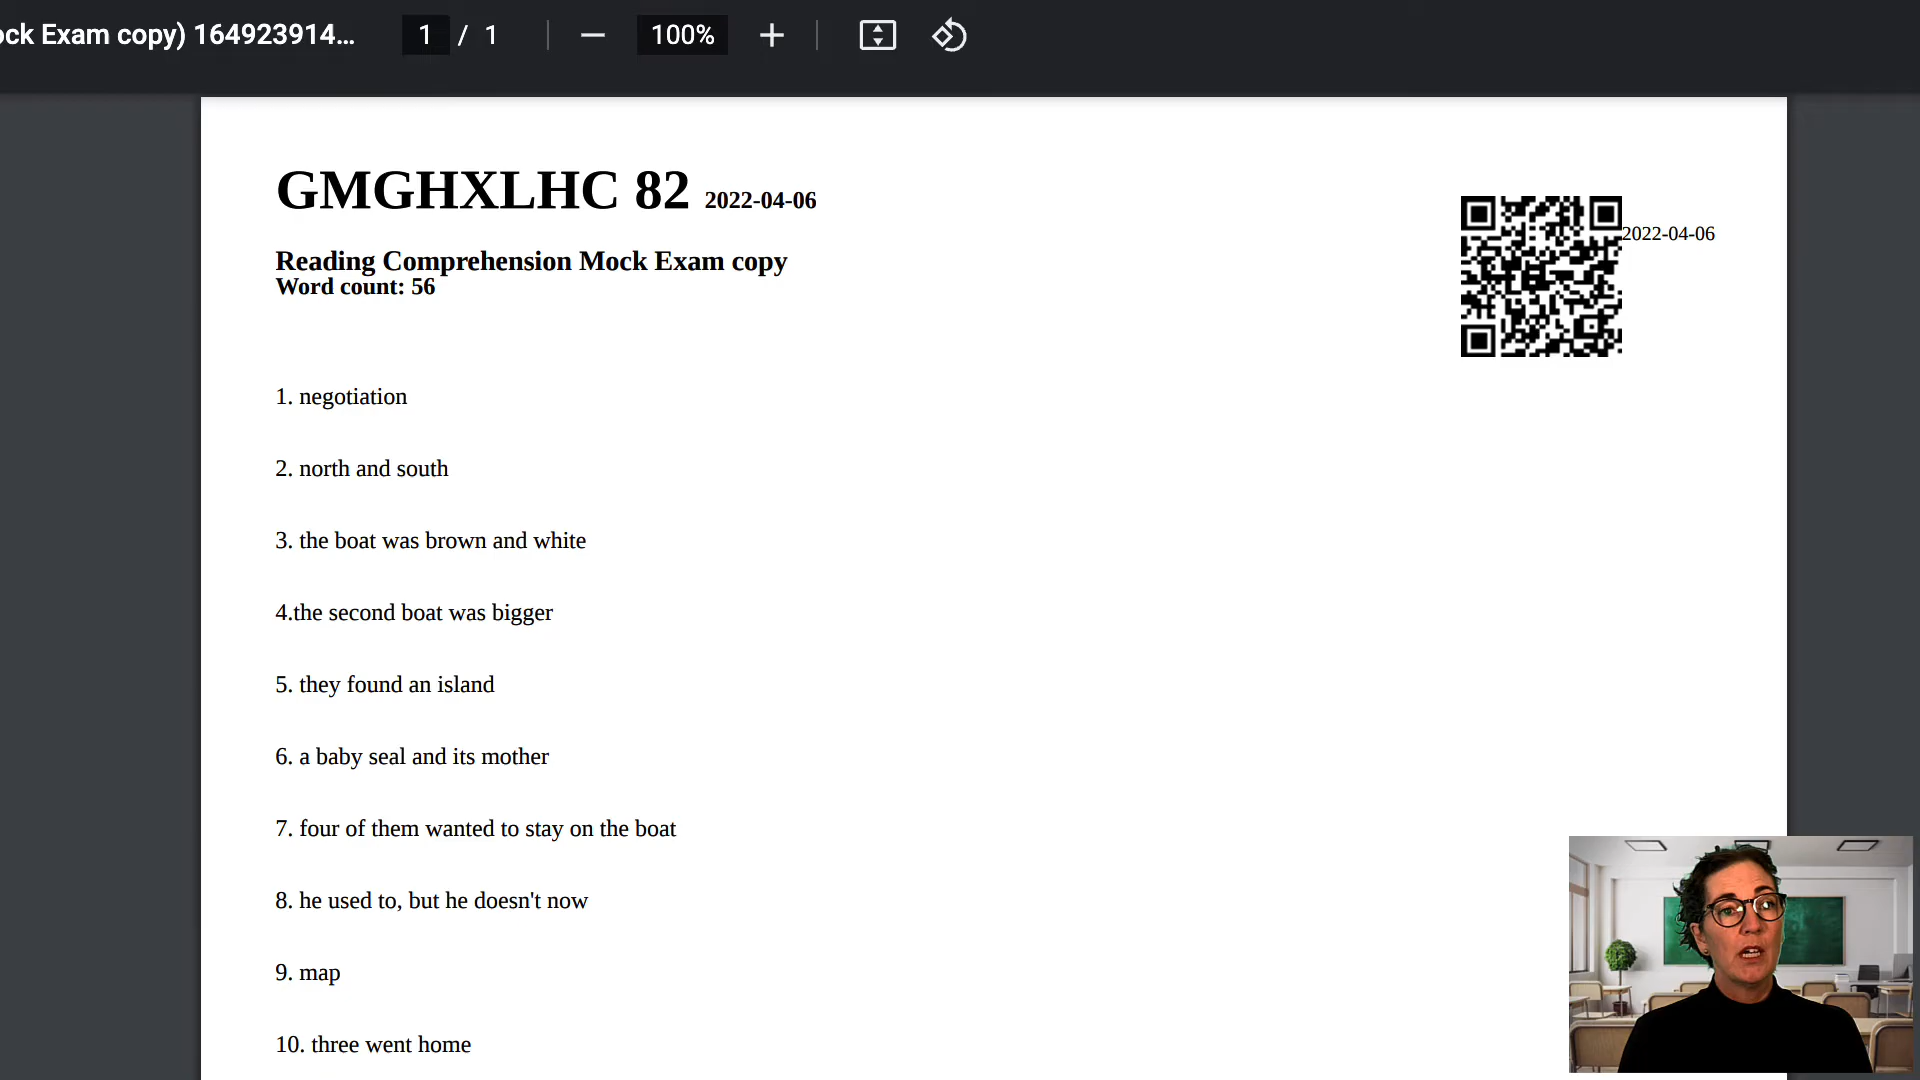 ock Exam copy) 164923914...
1 / 1
100%
GMGHXLHC 82 2022-04-06
2022-04-06
Reading Comprehension Mock Exam copy
Word count: 56
1. negotiation
2. north and south
3. the boat was brown and white
4.the second boat was bigger
5. they found an island
6. a baby seal and its mother
7. four of them wanted to stay on the boat
8. he used to, but he doesn't now
9. map
10. three went home